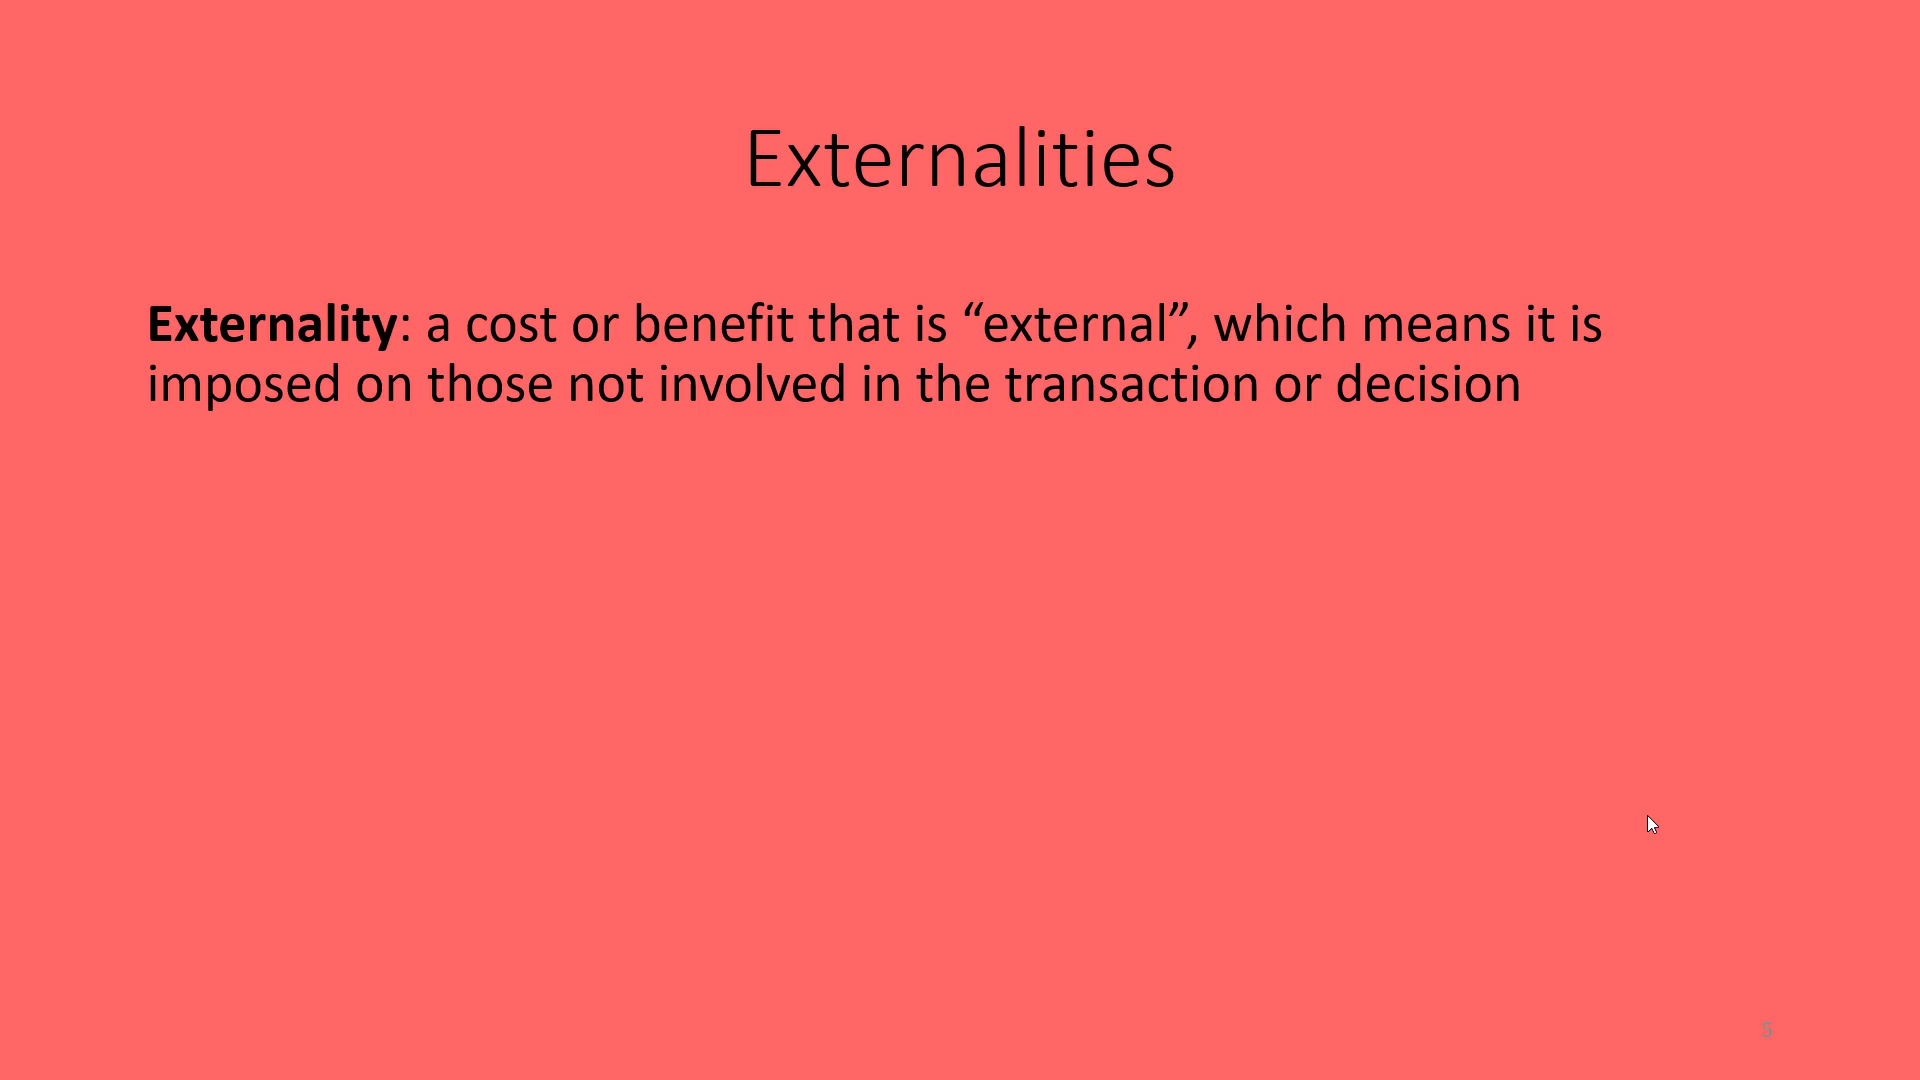 Externalities
Externality: a cost or benefit that is “external”, which means it is
imposed on those not involved in the transaction or decision
5